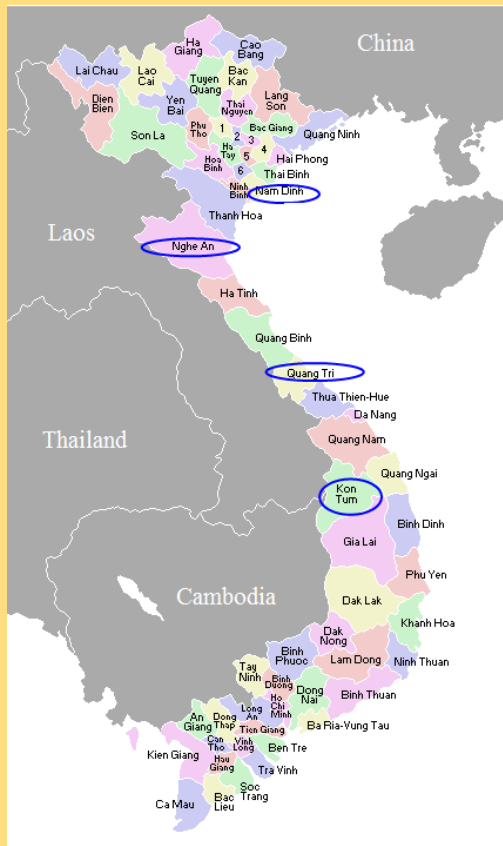 China
Ha
Giang
Cao
Bang
Lai Chau
Lao
Cai
Bac
Kan
Tuyen
Quang
Lang
Son
Dien
Bien
Yen
Bai
Thai
Nguyen
Phu
Tho
1
2
3
Bac Giang
Quang Ninh
Son La
Ha
Tay
5
4
Hoa
Binh
Hai Phong
6
Thai Binh
Ninh
Binh
Nam Dinh
Thanh Hoa
Laos
Nghe An
Ha Tinh
Quang Binh
Quang Tri
Thua Thien-Hue
Da Nang
Thailand
Quang Nam
Quang Ngai
Kon
Tum
Binh Dinh
Gia Lai
Phu Yen
Cambodia
Dak Lak
Khanh Hoa
Dak
Nong
Binh
Phuoc
Lam Dong
Ninh Thuan
Tay
Ninh
Binh
Duong
Dong
Nai
Binh Thuan
Ho
Chi
Minh
Long
An
An
Giang
Dong
Thap
Ba Ria-Vung Tau
Tien Giang
Can
Tho
Vinh
Long
Ben Tre
Kien Giang
Hau
Giang
Tra Vinh
Soc
Trang
Ca Mau
Bac
Lieu